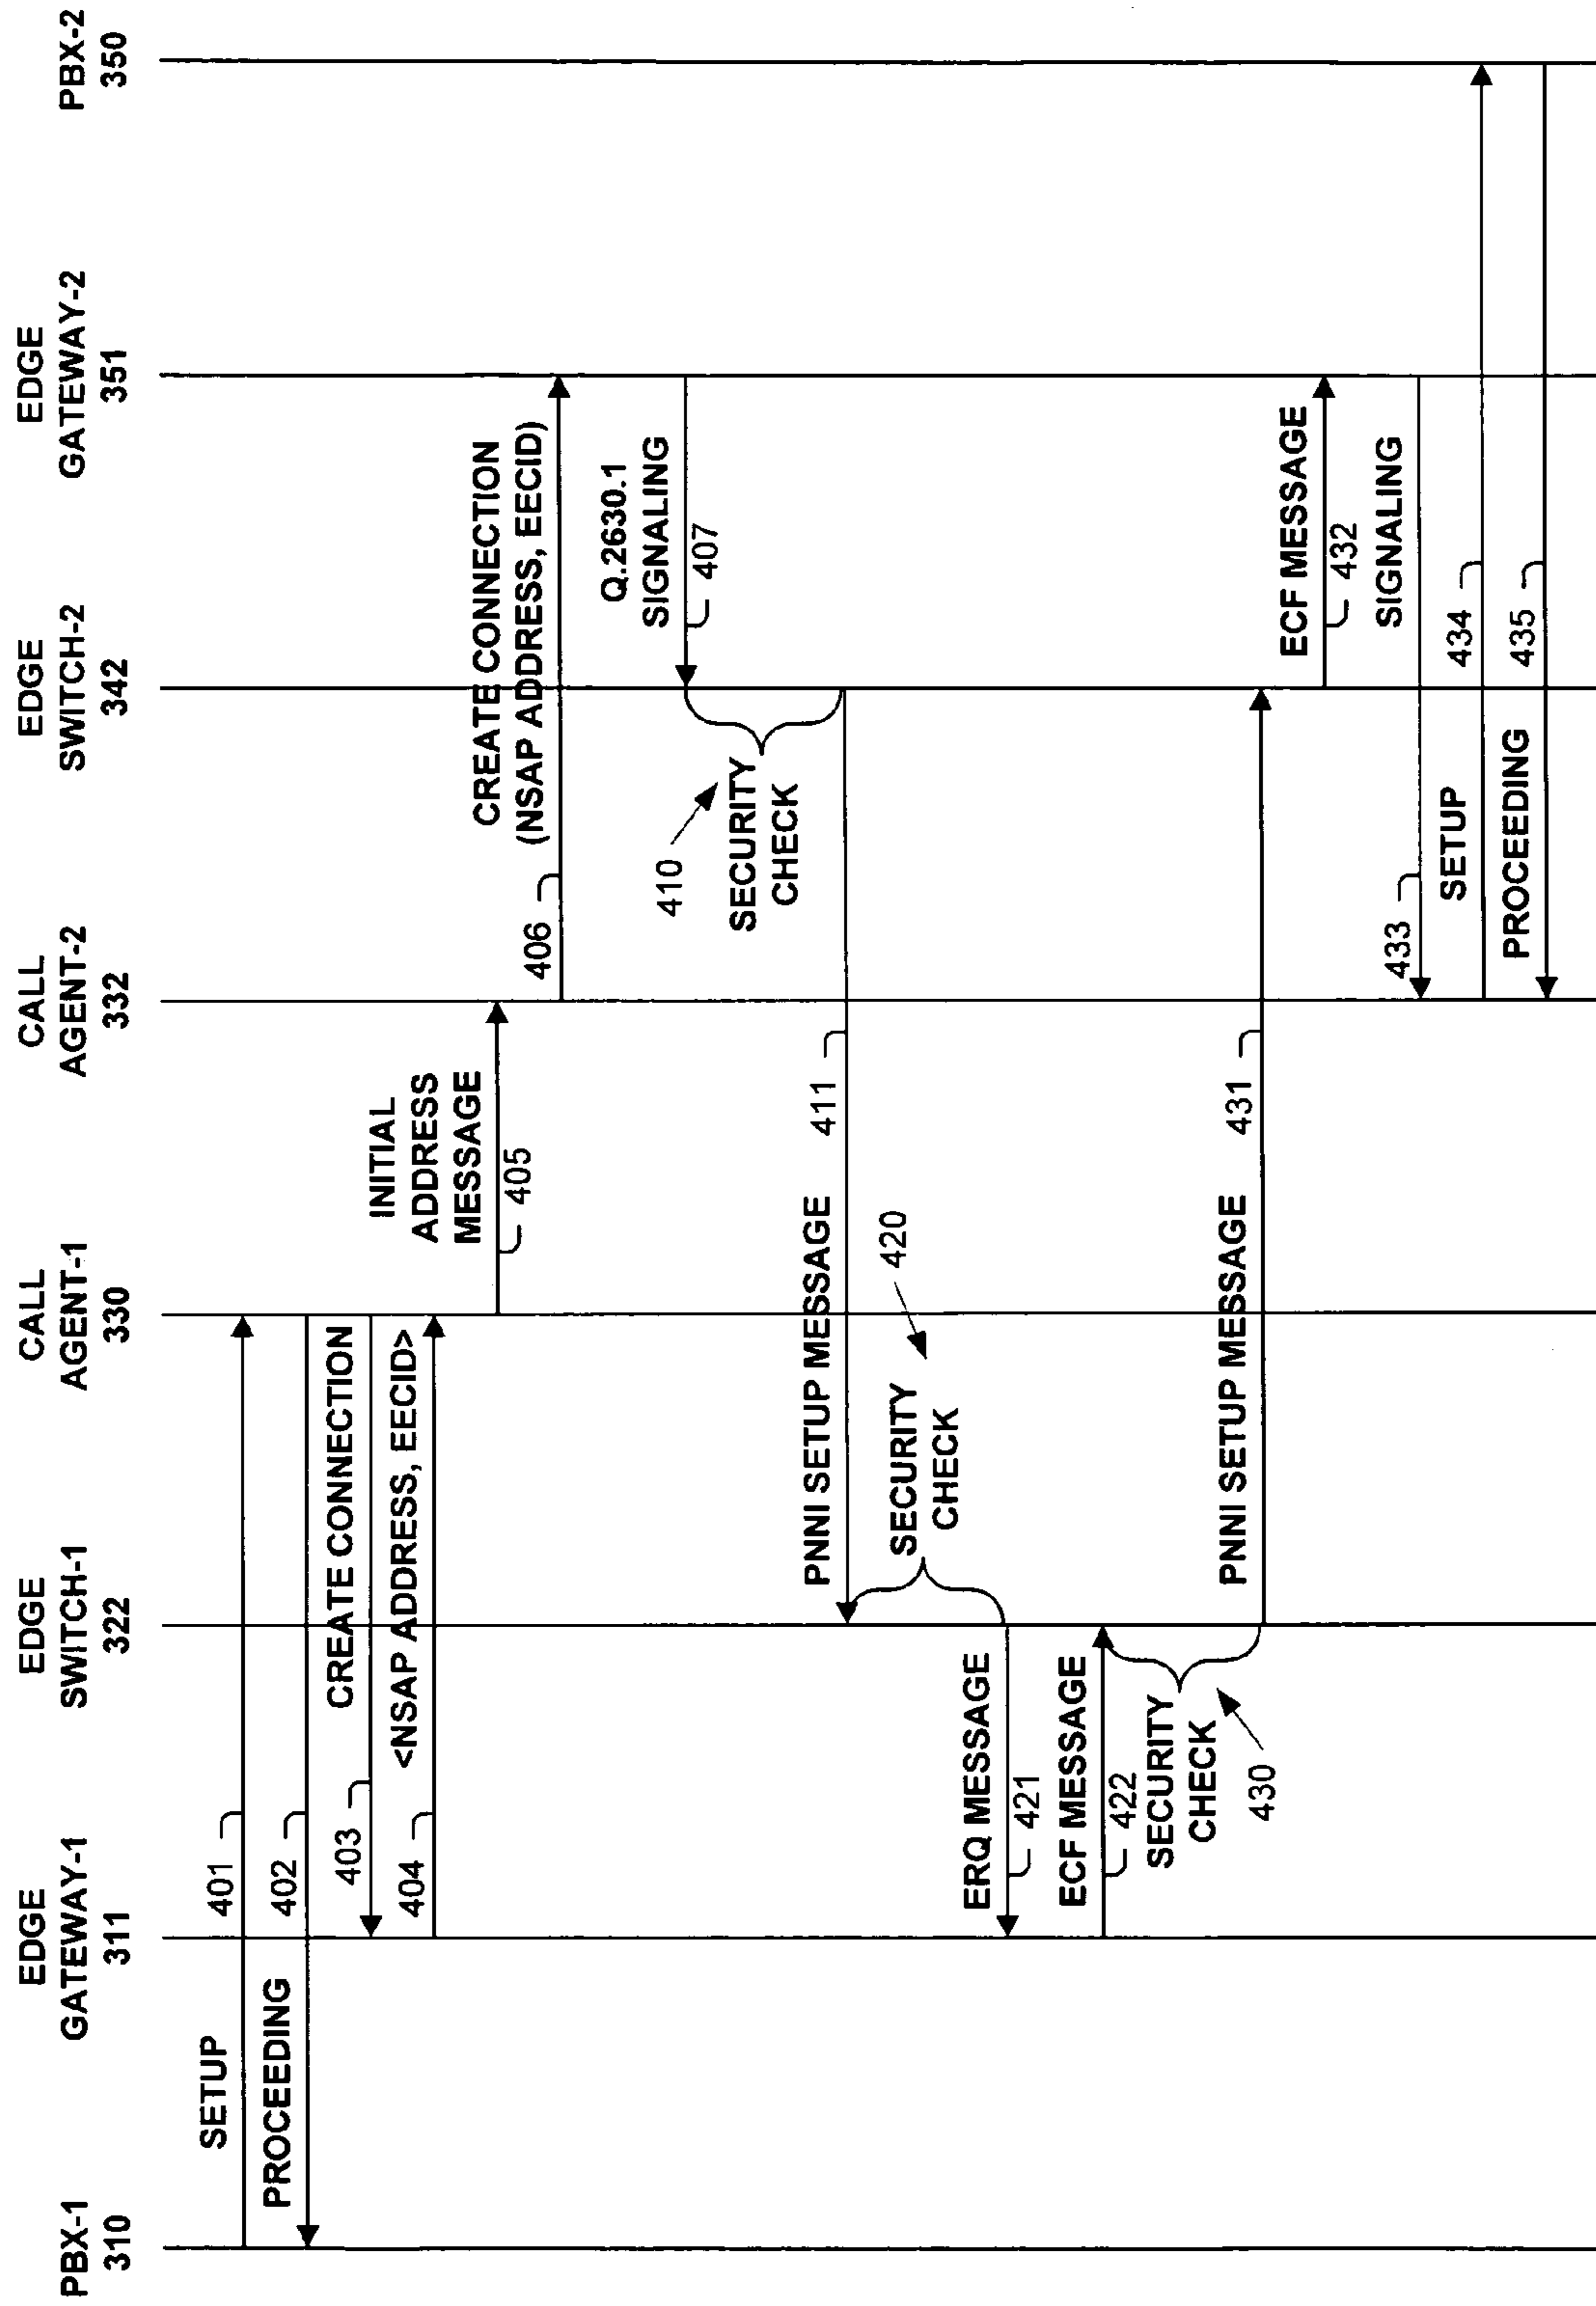 PBX-1
310
EDGE
GATEWAY-1
311
EDGE
SWITCH-1
322
CALL
AGENT-1
330
CALL
AGENT-2
332
EDGE
SWITCH-2
342
EDGE
GATEWAY-2
351
PBX-2
350
SETUP
401
PROCEEDING
402
CREATE CONNECTION
403
<NSAP ADDRESS, EECID>
404
INITIAL
ADDRESS
MESSAGE
405
CREATE CONNECTION
(NSAP ADDRESS, EECID)
406
Q.2630.1
SIGNALING
407
410
SECURITY
CHECK
PNNI SETUP MESSAGE
411
SECURITY
CHECK
420
ERQ MESSAGE
421
ECF MESSAGE
422
SECURITY
CHECK
430
PNNI SETUP MESSAGE
431
ECF MESSAGE
432
SIGNALING
433
SETUP
434
PROCEEDING
435